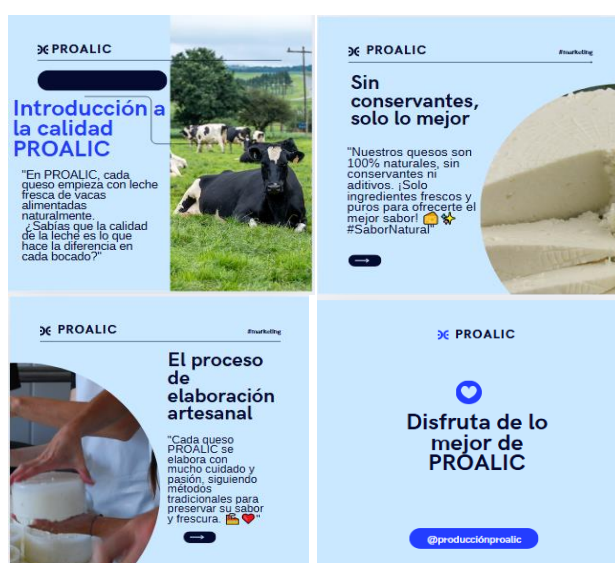 PROALIC
Introducción a
la calidad
PROALIC
"En PROALIC, cada
queso empieza con leche
fresca de vacas
alimentadas
naturalmente.
¿Sabías que la calidad
de la leche es lo que
hace la diferencia en
cada bocado?"
PROALIC
#marketing
Sin
conservantes,
solo lo mejor
"Nuestros quesos son
100% naturales, sin
conservantes ni
aditivos. ¡Solo
ingredientes frescos y
puros para ofrecerte el
mejor sabor! 🧀✨
#SaborNatural"
PROALIC
#marketing
El proceso
de
elaboración
artesanal
"Cada queso
PROALIC se
elabora con
mucho cuidado y
pasión, siguiendo
métodos
tradicionales para
preservar su sabor
y frescura. ❤️"
PROALIC
Disfruta de lo
mejor de
PROALIC
@producciónproalic